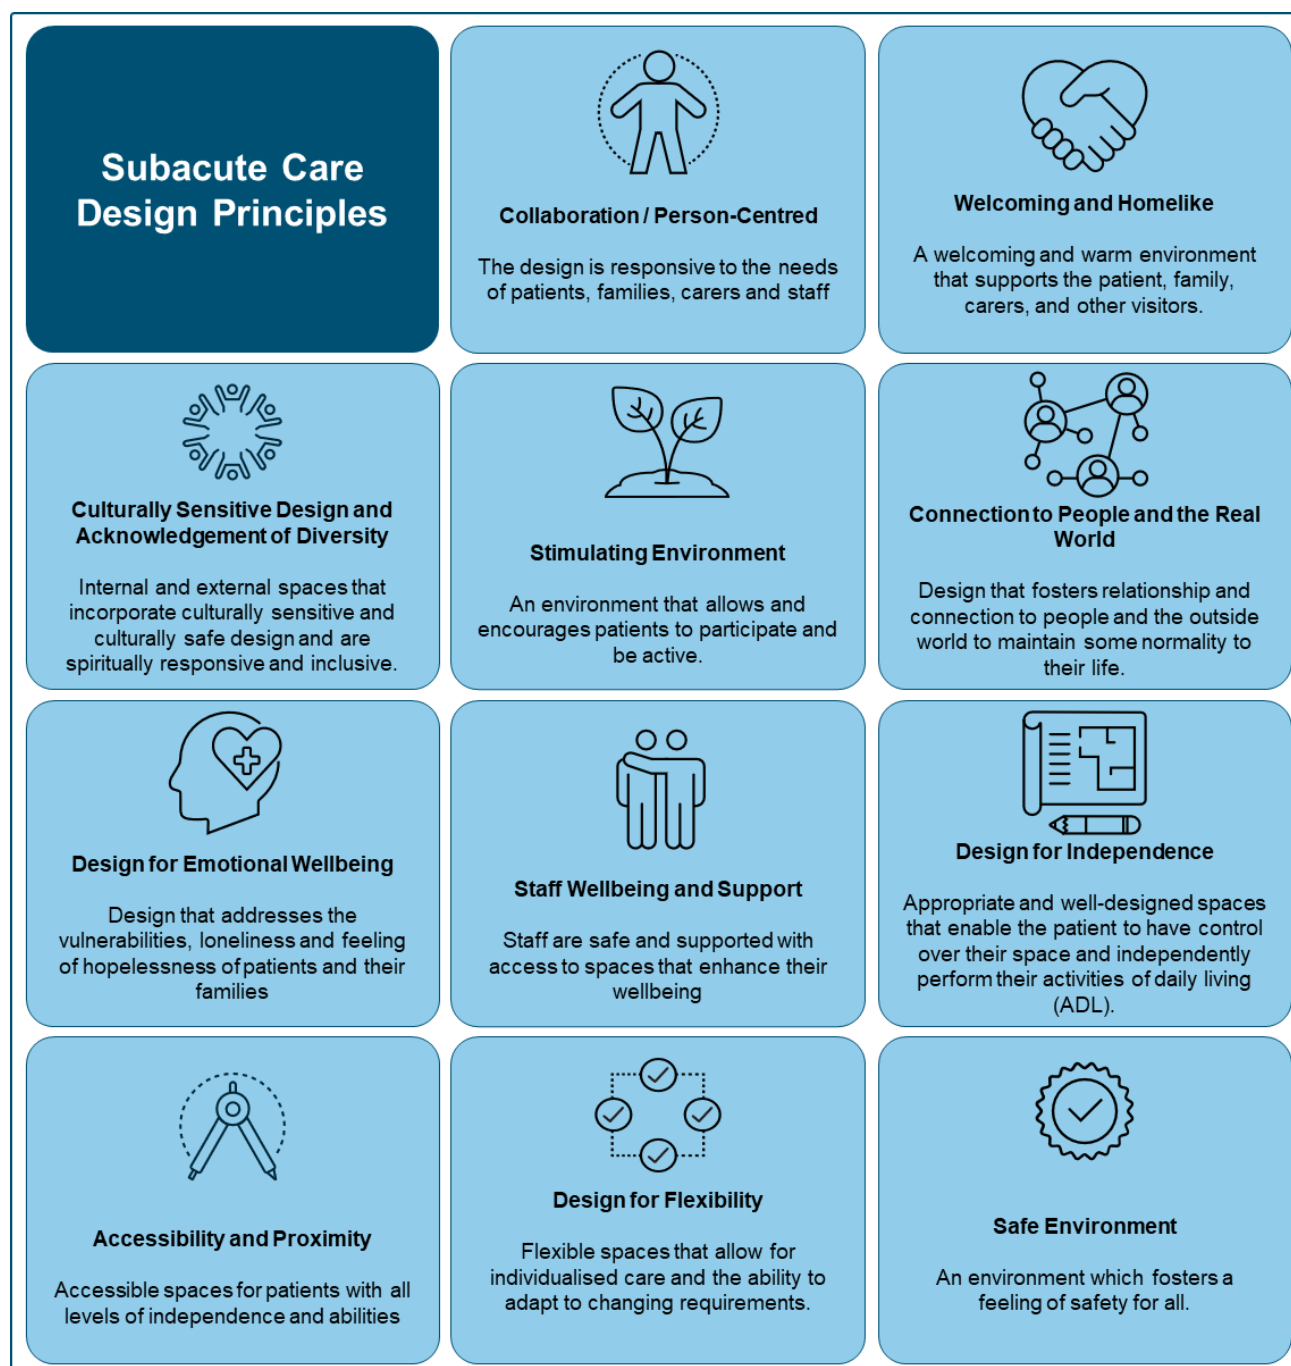 Subacute Care
Design Principles
Collaboration / Person-Centred
The design is responsive to the needs
of patients, families, carers and staff
Welcoming and Homelike
A welcoming and warm environment
that supports the patient, family,
carers, and other visitors.
Culturally Sensitive Design and
Acknowledgement of Diversity
Internal and external spaces that
incorporate culturally sensitive and
culturally safe design and are
spiritually responsive and inclusive.
Stimulating Environment
An environment that allows and
encourages patients to participate and
be active.
Connection to People and the Real
World
Design that fosters relationship and
connection to people and the outside
world to maintain some normality to
their life.
Design for Emotional Wellbeing
Design that addresses the
vulnerabilities, loneliness and feeling
of hopelessness of patients and their
families
Staff Wellbeing and Support
Staff are safe and supported with
access to spaces that enhance their
wellbeing
Design for Independence
Appropriate and well-designed spaces
that enable the patient to have control
over their space and independently
perform their activities of daily living
(ADL).
Accessibility and Proximity
Accessible spaces for patients with all
levels of independence and abilities
Design for Flexibility
Flexible spaces that allow for
individualised care and the ability to
adapt to changing requirements.
Safe Environment
An environment which fosters a
feeling of safety for all.